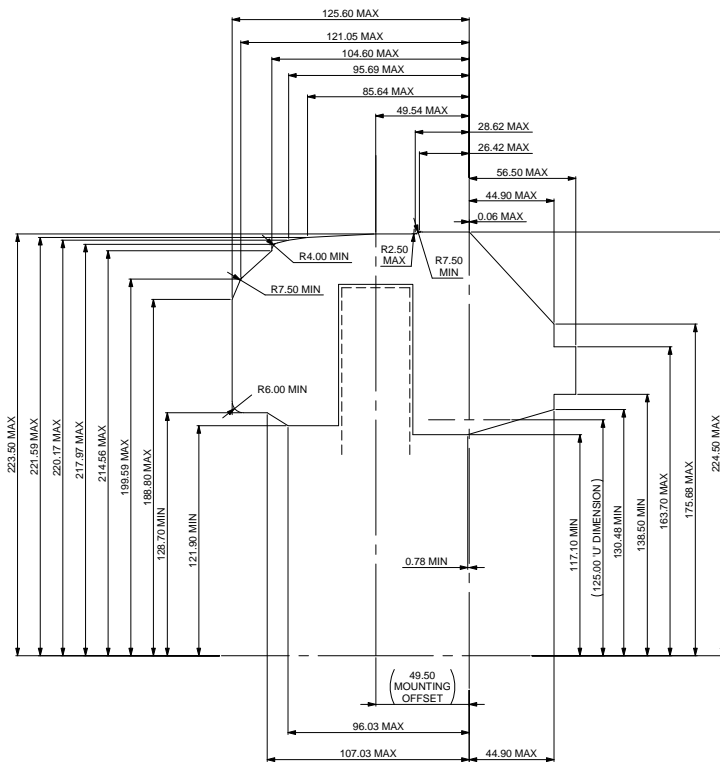 125.60 MAX
121.05 MAX
104.60 MAX
95.69 MAX
85.64 MAX
49.54 MAX
28.62 MAX
26.42 MAX
56.50 MAX
44.90 MAX
0.06 MAX
R4.00 MIN
R2.50
MAX
R7.50
MIN
R7.50 MIN
R6.00 MIN
223.50 MAX
221.59 MAX
220.17 MAX
217.97 MAX
214.56 MAX
199.59 MAX
188.80 MAX
128.70 MIN
121.90 MIN
0.78 MIN
117.10 MIN
(125.00 'U' DIMENSION )
130.48 MIN
138.50 MIN
163.70 MAX
175.68 MAX
224.50 MAX
( 49.50
MOUNTING
OFFSET )
96.03 MAX
107.03 MAX
44.90 MAX